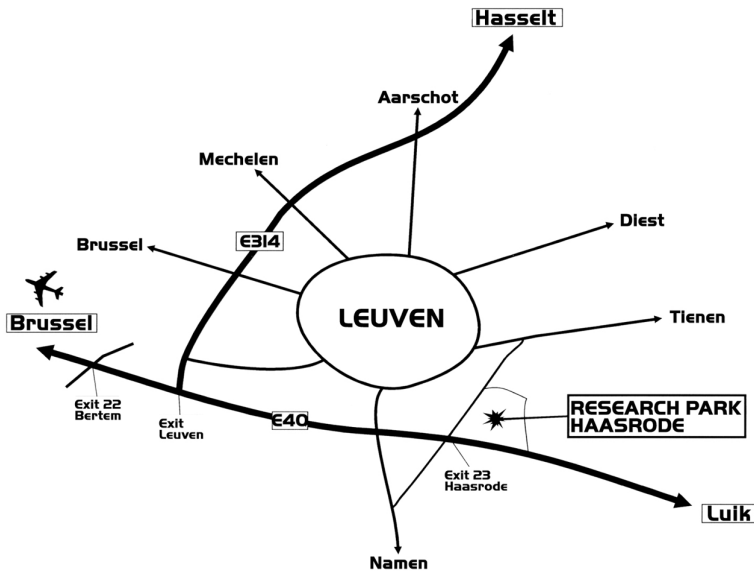 Hasselt
Aarschot
Mechelen
Diest
E314
Brussel
LEUVEN
Tienen
Brussel
Exit 22
Bertem
Exit
Leuven
E40
RESEARCH PARK
HAASRODE
Exit 23
Haasrode
Luik
Namen